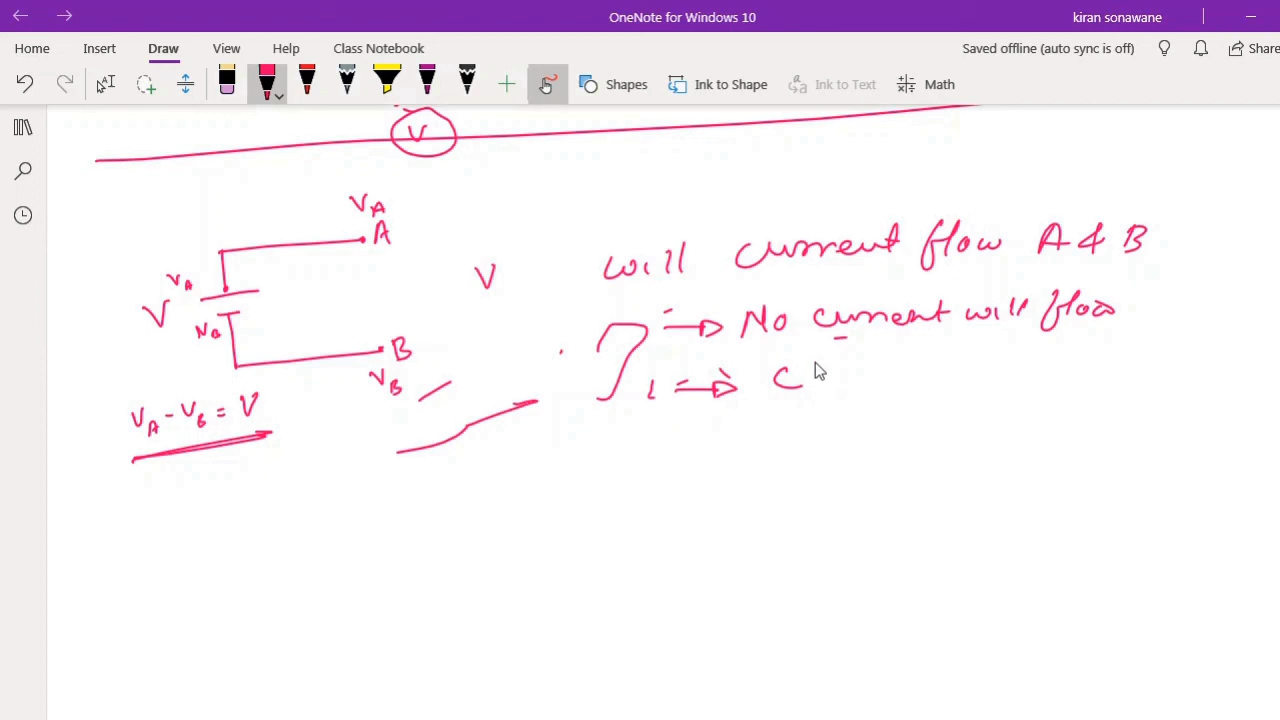 OneNote for Windows 10
kiran sonawane
Home Insert Draw View Help Class Notebook
Saved offline (auto sync is off)
Share
Shapes Ink to Shape Ink to Text Math
V
VA
A
VA
V
VB
B
VB
VA - VB = V
V
will current flow A & B
No current will flow
C